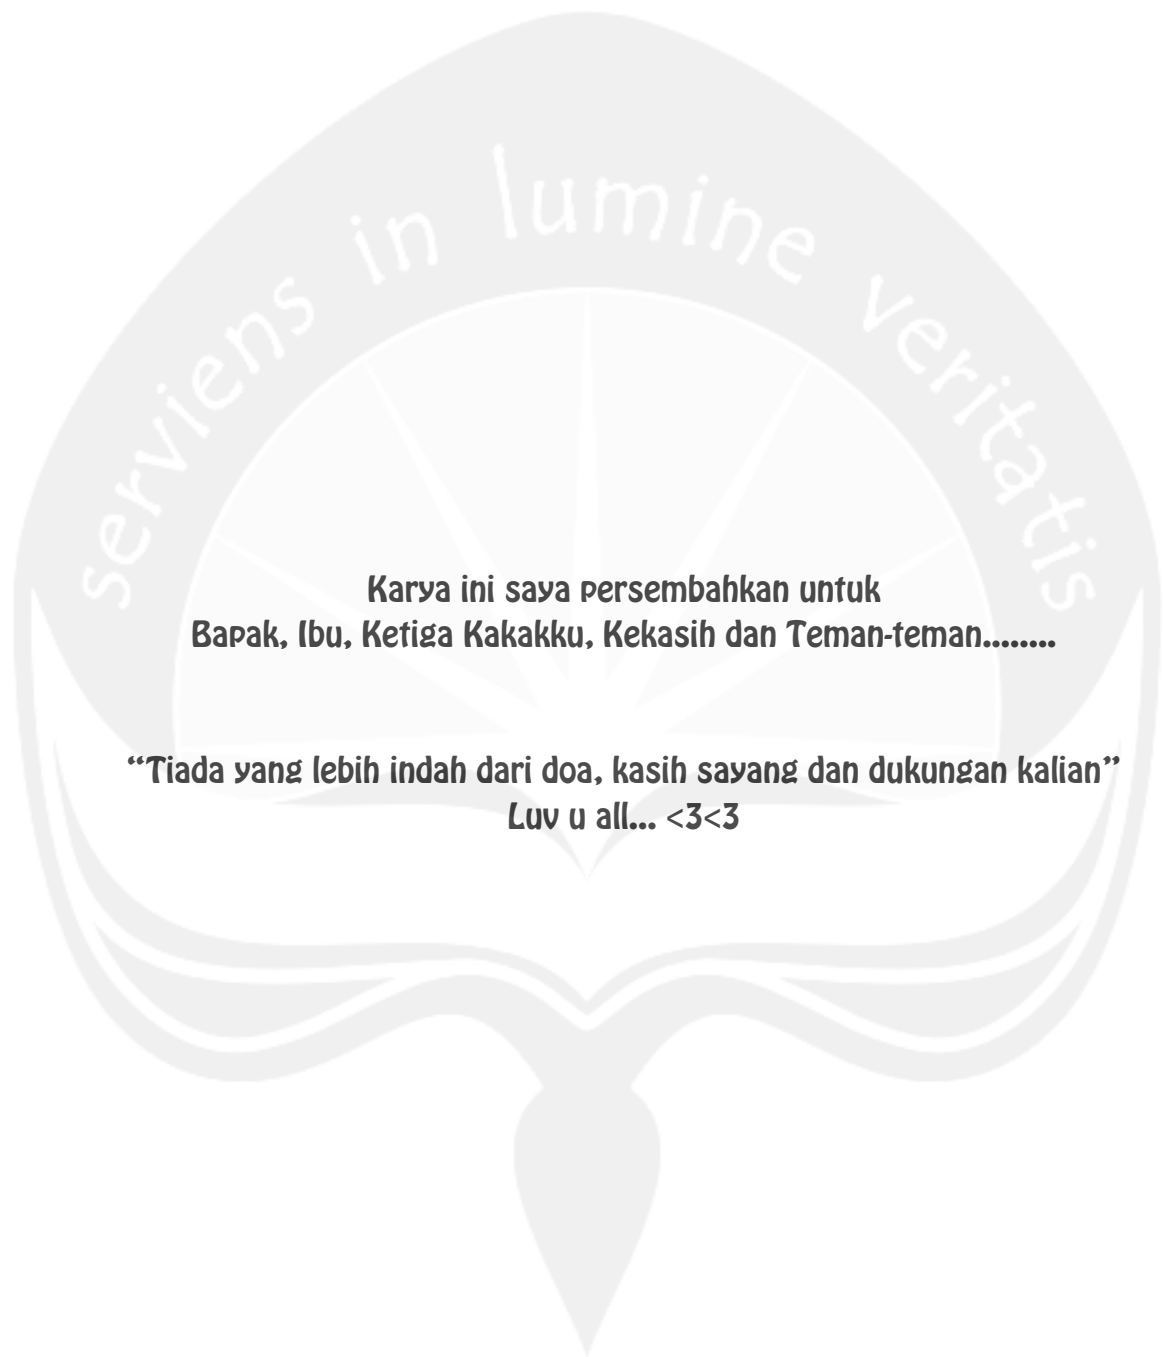 serviens in lumine veritatis
Karya ini saya persembahkan untuk
Bapak, Ibu, Ketiga Kakakku, Kekasih dan Teman-teman........
“Tiada yang lebih indah dari doa, kasih sayang dan dukungan kalian”
Luv u all... <3<3